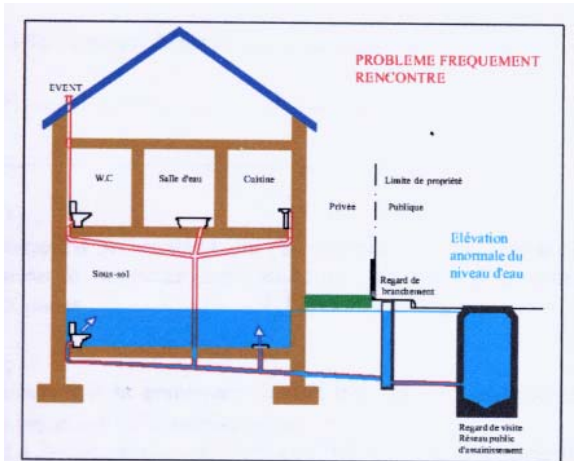 PROBLEME FREQUEMENT
RENCONTRE
EVENT
W.C
Salle d'eau
Cuisine
Limite de propriété
Privée
Publique
Elévation
anormale du
niveau d'eau
Sous-sol
Regard de
branchement
Regard de visite
Réseau public
d'assainissement